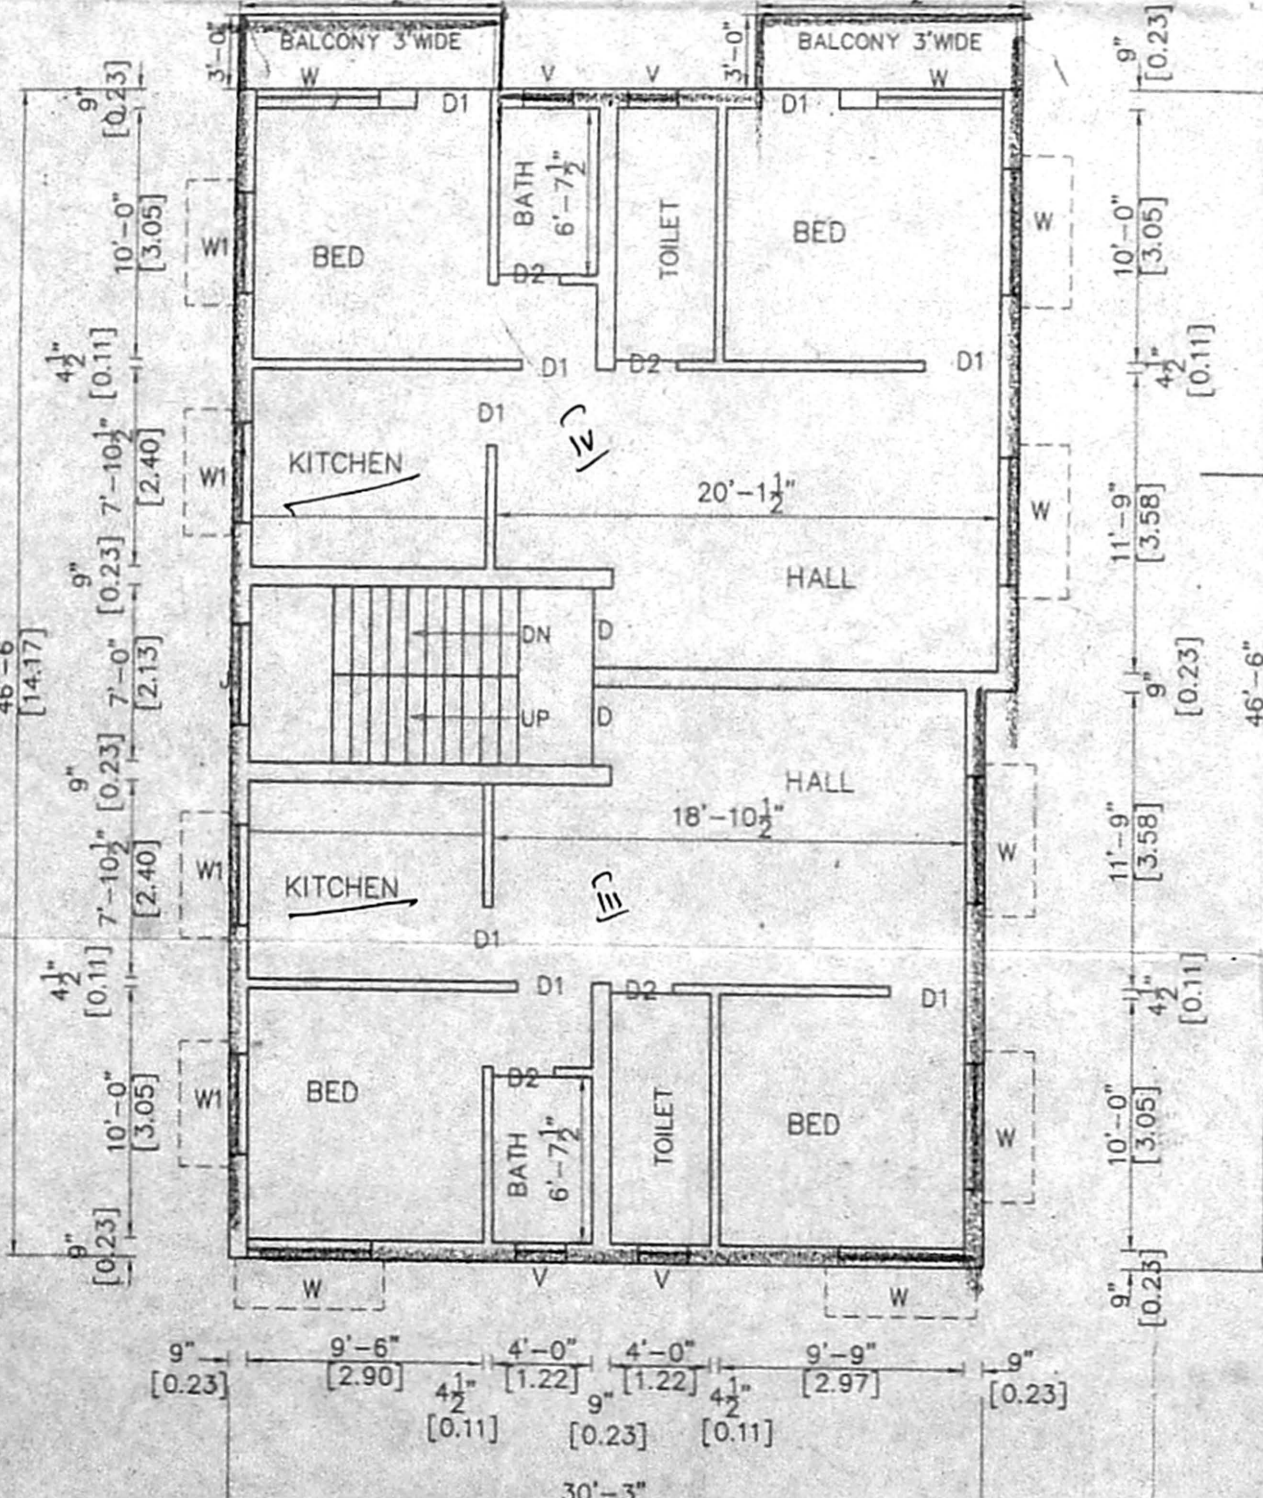 BALCONY 3'WIDE
BALCONY 3'WIDE
3'-0"
3'-0"
9"
[0.23]
W
V
V
W
9"
[0.23]
D1
D1
10'-0"
[3.05]
W1
BED
BATH
6'-7½"
TOILET
BED
W
10'-0"
[3.05]
D2
4½"
[0.11]
D1
D2
D1
4½"
[0.11]
D1
IV
7'-10½"
[2.40]
W1
KITCHEN
20'-1½"
W
11'-9"
[3.58]
9"
[0.23]
HALL
46'-6"
[14.17]
7'-0"
[2.13]
DN
D
UP
D
9"
[0.23]
46'-6"
9"
[0.23]
HALL
18'-10½"
7'-10½"
[2.40]
W1
KITCHEN
III
W
11'-9"
[3.58]
D1
4½"
[0.11]
D1
D2
D1
4½"
[0.11]
10'-0"
[3.05]
W1
BED
D2
BATH
6'-7½"
TOILET
BED
W
10'-0"
[3.05]
9"
[0.23]
W
V
V
W
9"
[0.23]
9"
[0.23]
9'-6"
[2.90]
4½"
[0.11]
4'-0"
[1.22]
9"
[0.23]
4'-0"
[1.22]
4½"
[0.11]
9'-9"
[2.97]
9"
[0.23]
30'-3"